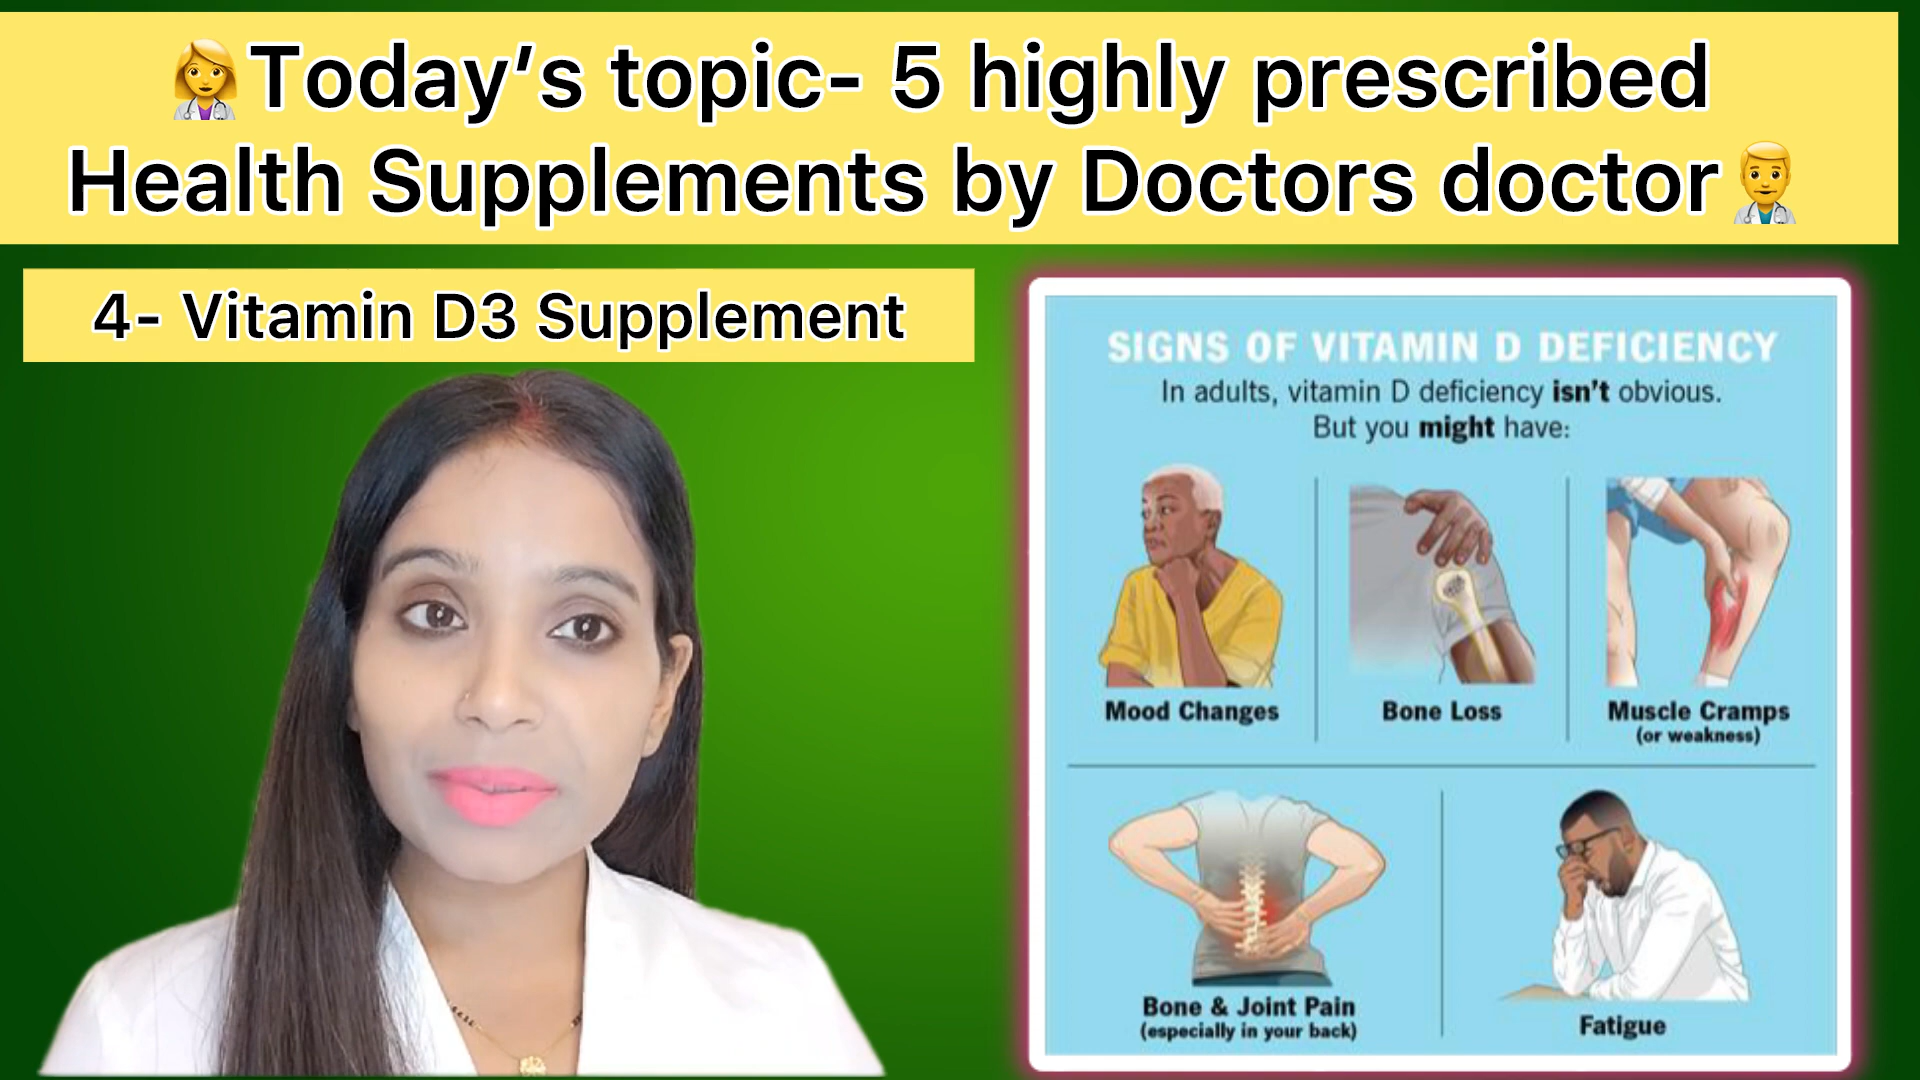 Today’s topic- 5 highly prescribed
Health Supplements by Doctors doctor
4- Vitamin D3 Supplement
SIGNS OF VITAMIN D DEFICIENCY
In adults, vitamin D deficiency isn't obvious.
But you might have:
Mood Changes
Bone Loss
Muscle Cramps
(or weakness)
Bone & Joint Pain
(especially in your back)
Fatigue